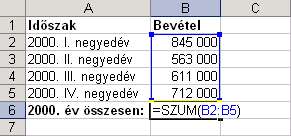 A B C
1 Időszak Bevétel
2 2000. I. negyedév 845 000
3 2000. II. negyedév 563 000
4 2000. III. negyedév 611 000
5 2000. IV. negyedév 712 000
6 2000. év összesen: =SZUM(B2:B5)
7